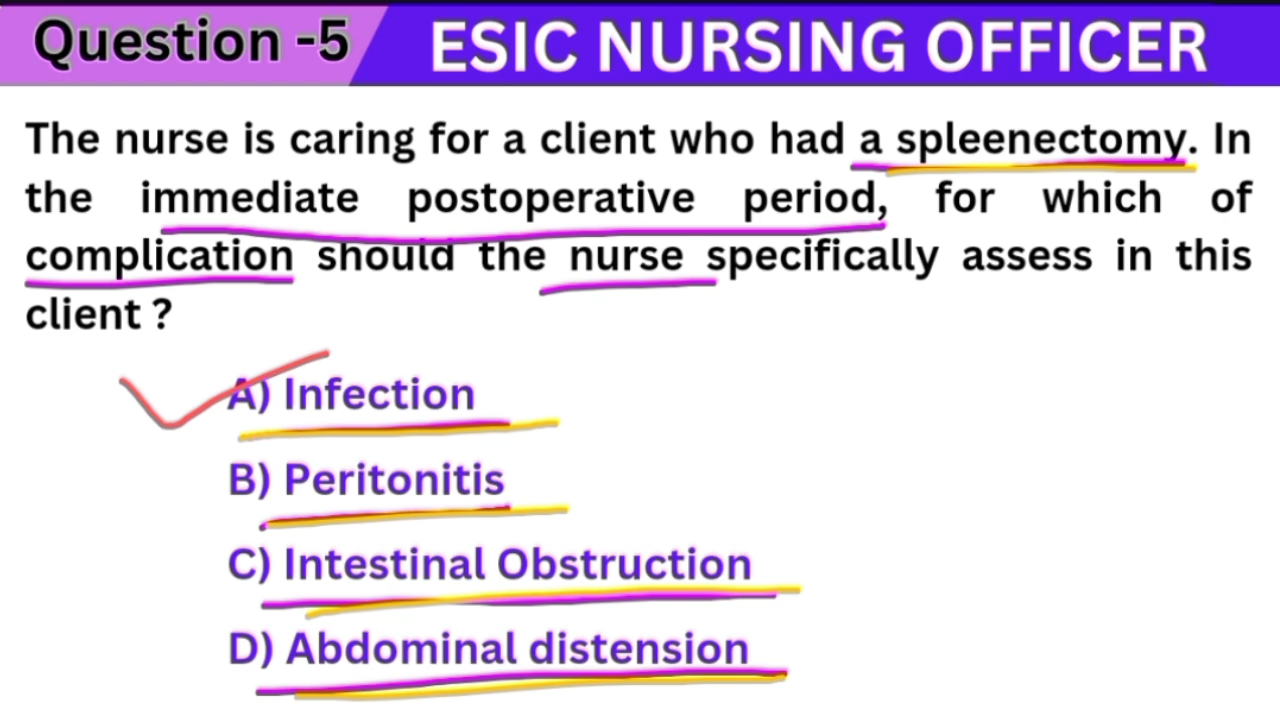 Question -5
ESIC NURSING OFFICER
The nurse is caring for a client who had a spleenectomy. In
the immediate postoperative period, for which of
complication should the nurse specifically assess in this
client ?
A) Infection
B) Peritonitis
C) Intestinal Obstruction
D) Abdominal distension